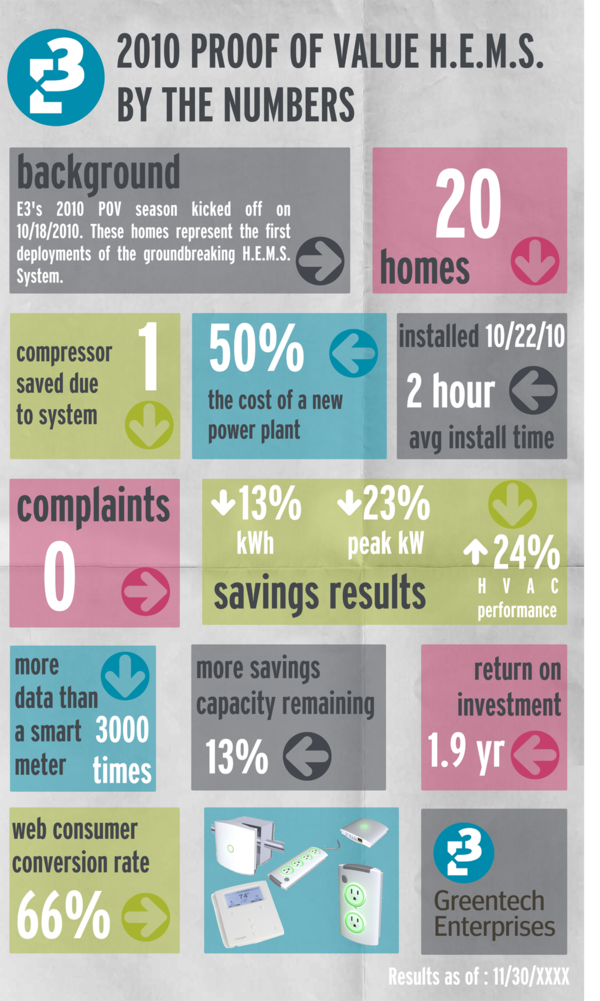 E3
2010 PROOF OF VALUE H.E.M.S.
BY THE NUMBERS
background
E3's 2010 POV season kicked off on
10/18/2010. These homes represent the first
deployments of the groundbreaking H.E.M.S.
System.
20
homes
installed 10/22/10
2 hour
avg install time
50%
the cost of a new
power plant
1
compressor
saved due
to system
complaints
0
13%
kWh
23%
peak kW
24%
H V A C
performance
savings results
return on
investment
1.9 yr
more savings
capacity remaining
13%
more
data than
a smart
meter
3000
times
web consumer
conversion rate
66%
E3
Greentech
Enterprises
Results as of : 11/30/XXXX